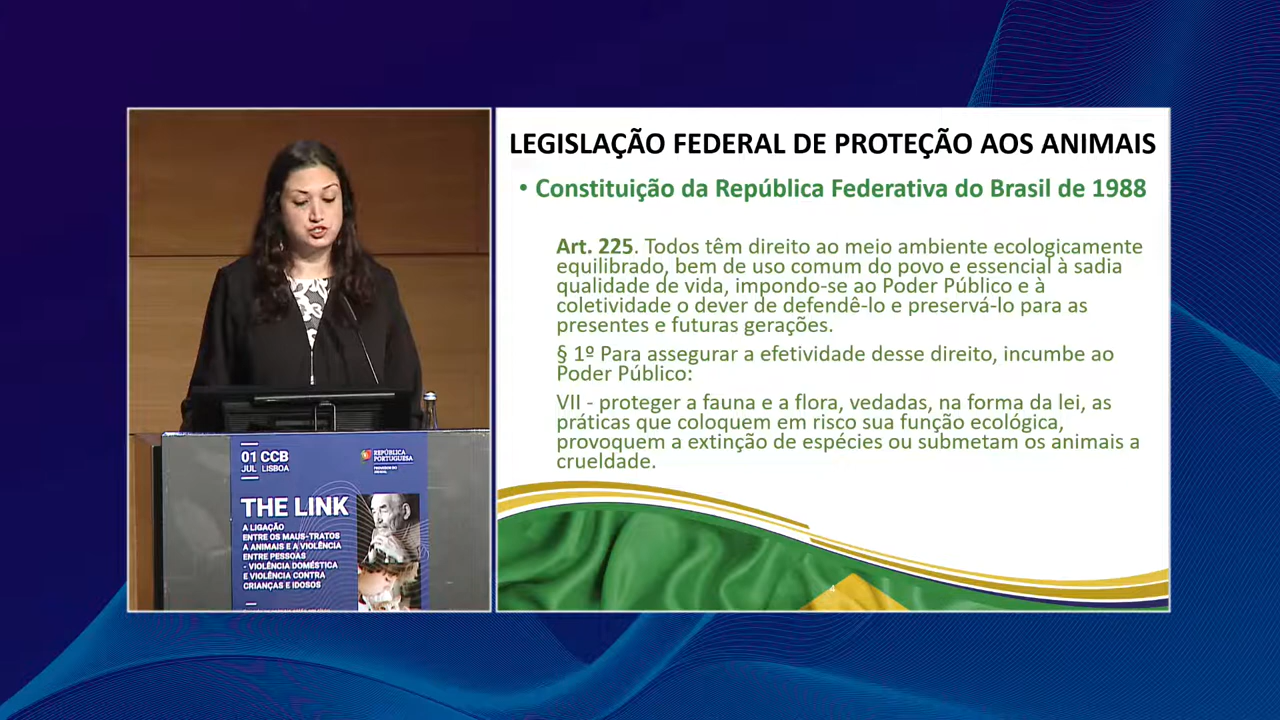 LEGISLAÇÃO FEDERAL DE PROTEÇÃO AOS ANIMAIS
• Constituição da República Federativa do Brasil de 1988
Art. 225. Todos têm direito ao meio ambiente ecologicamente
equilibrado, bem de uso comum do povo e essencial à sadia
qualidade de vida, impondo-se ao Poder Público e à
coletividade o dever de defendê-lo e preservá-lo para as
presentes e futuras gerações.
§ 1º Para assegurar a efetividade desse direito, incumbe ao
Poder Público:
VII - proteger a fauna e a flora, vedadas, na forma da lei, as
práticas que coloquem em risco sua função ecológica,
provoquem a extinção de espécies ou submetam os animais a
crueldade.
4
01 CCB
JUL LISBOA
REPÚBLICA
PORTUGUESA
THE LINK
A LIGAÇÃO
ENTRE OS MAUS-TRATOS
A ANIMAIS E A VIOLÊNCIA
ENTRE PESSOAS
- VIOLÊNCIA DOMÉSTICA
E VIOLÊNCIA CONTRA
CRIANÇAS E IDOSOS